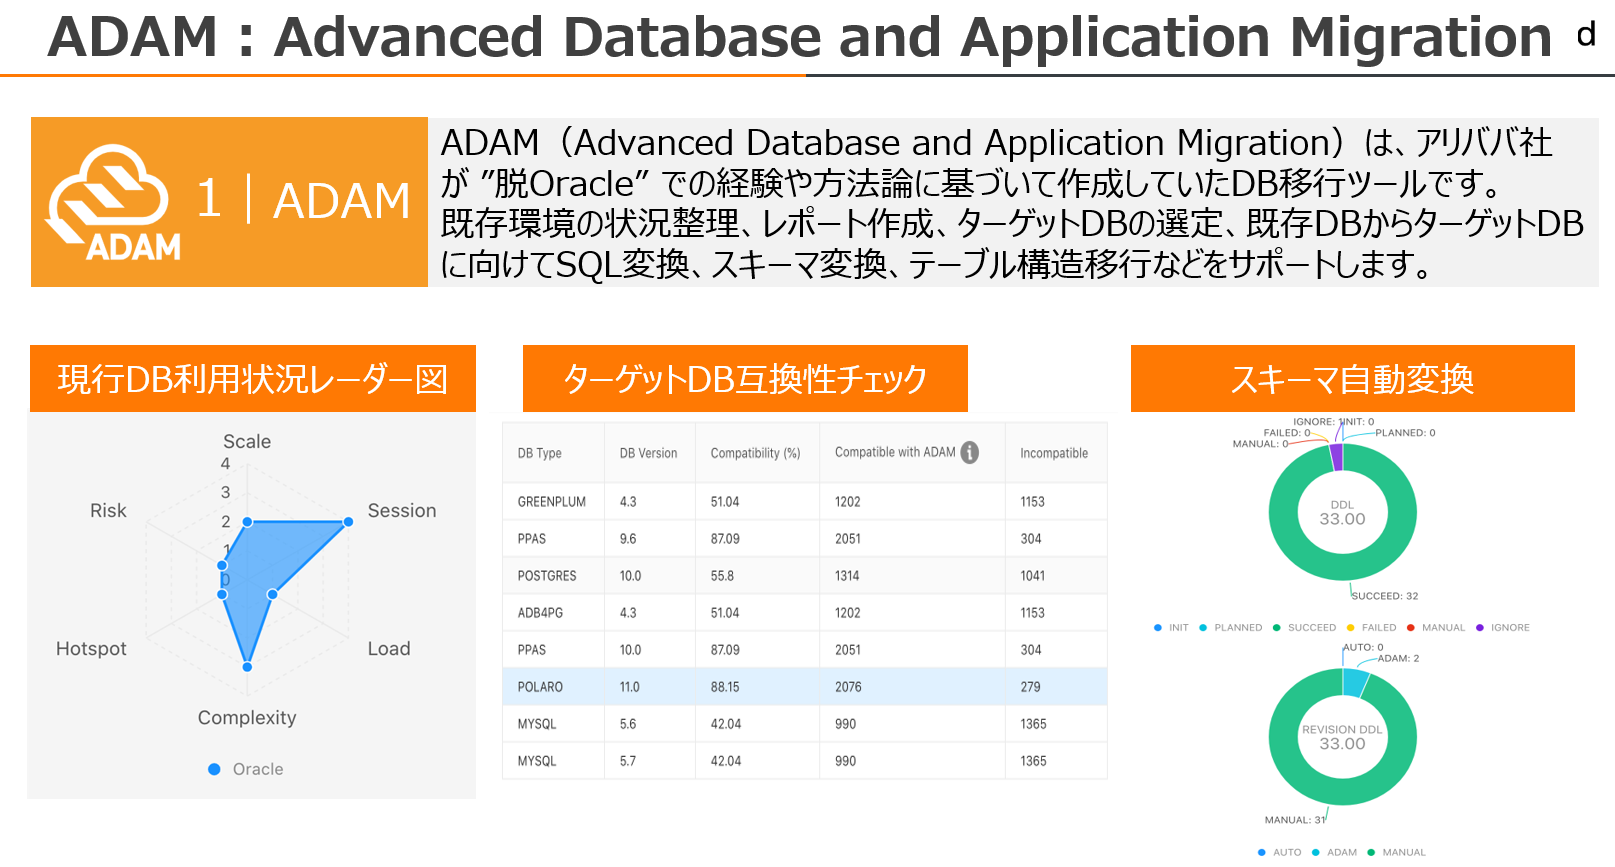 ADAM：Advanced Database and Application Migration
d
ADAM
1 | ADAM
ADAM（Advanced Database and Application Migration）は、アリババ社
が ”脱Oracle” での経験や方法論に基づいて作成していたDB移行ツールです。
既存環境の状況整理、レポート作成、ターゲットDBの選定、既存DBからターゲットDB
に向けてSQL変換、スキーマ変換、テーブル構造移行などをサポートします。
現行DB利用状況レーダー図
Scale
4
3
2
1
0
Risk
Session
Hotspot
Load
Complexity
Oracle
ターゲットDB互換性チェック
DB Type DB Version Compatibility (%) Compatible with ADAM i Incompatible
GREENPLUM 4.3 51.04 1202 1153
PPAS 9.6 87.09 2051 304
POSTGRES 10.0 55.8 1314 1041
ADB4PG 4.3 51.04 1202 1153
PPAS 10.0 87.09 2051 304
POLARO 11.0 88.15 2076 279
MYSQL 5.6 42.04 990 1365
MYSQL 5.7 42.04 990 1365
スキーマ自動変換
IGNORE: 1
INIT: 0
FAILED: 0
PLANNED: 0
MANUAL: 0
DDL
33.00
SUCCEED: 32
INIT PLANNED SUCCEED FAILED MANUAL IGNORE
AUTO: 0
ADAM: 2
REVISION DDL
33.00
MANUAL: 31
AUTO ADAM MANUAL